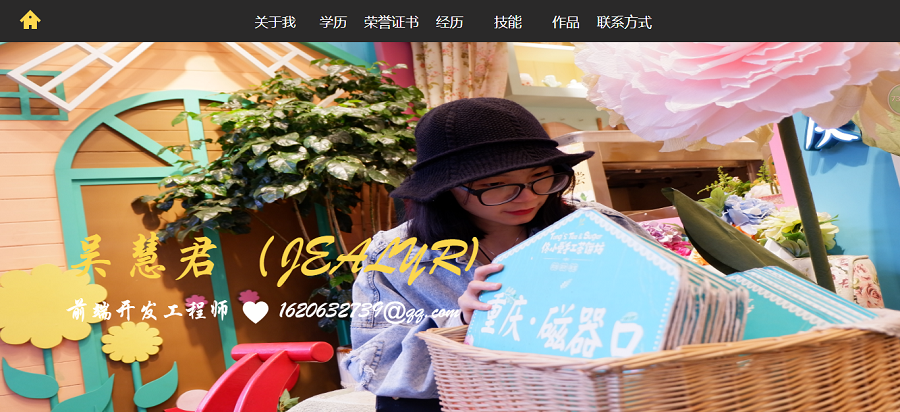 关于我 学历 荣誉证书 经历 技能 作品 联系方式
吴慧君 (JEALYR)
前端开发工程师 1620632739@qq.com
重庆·磁器口